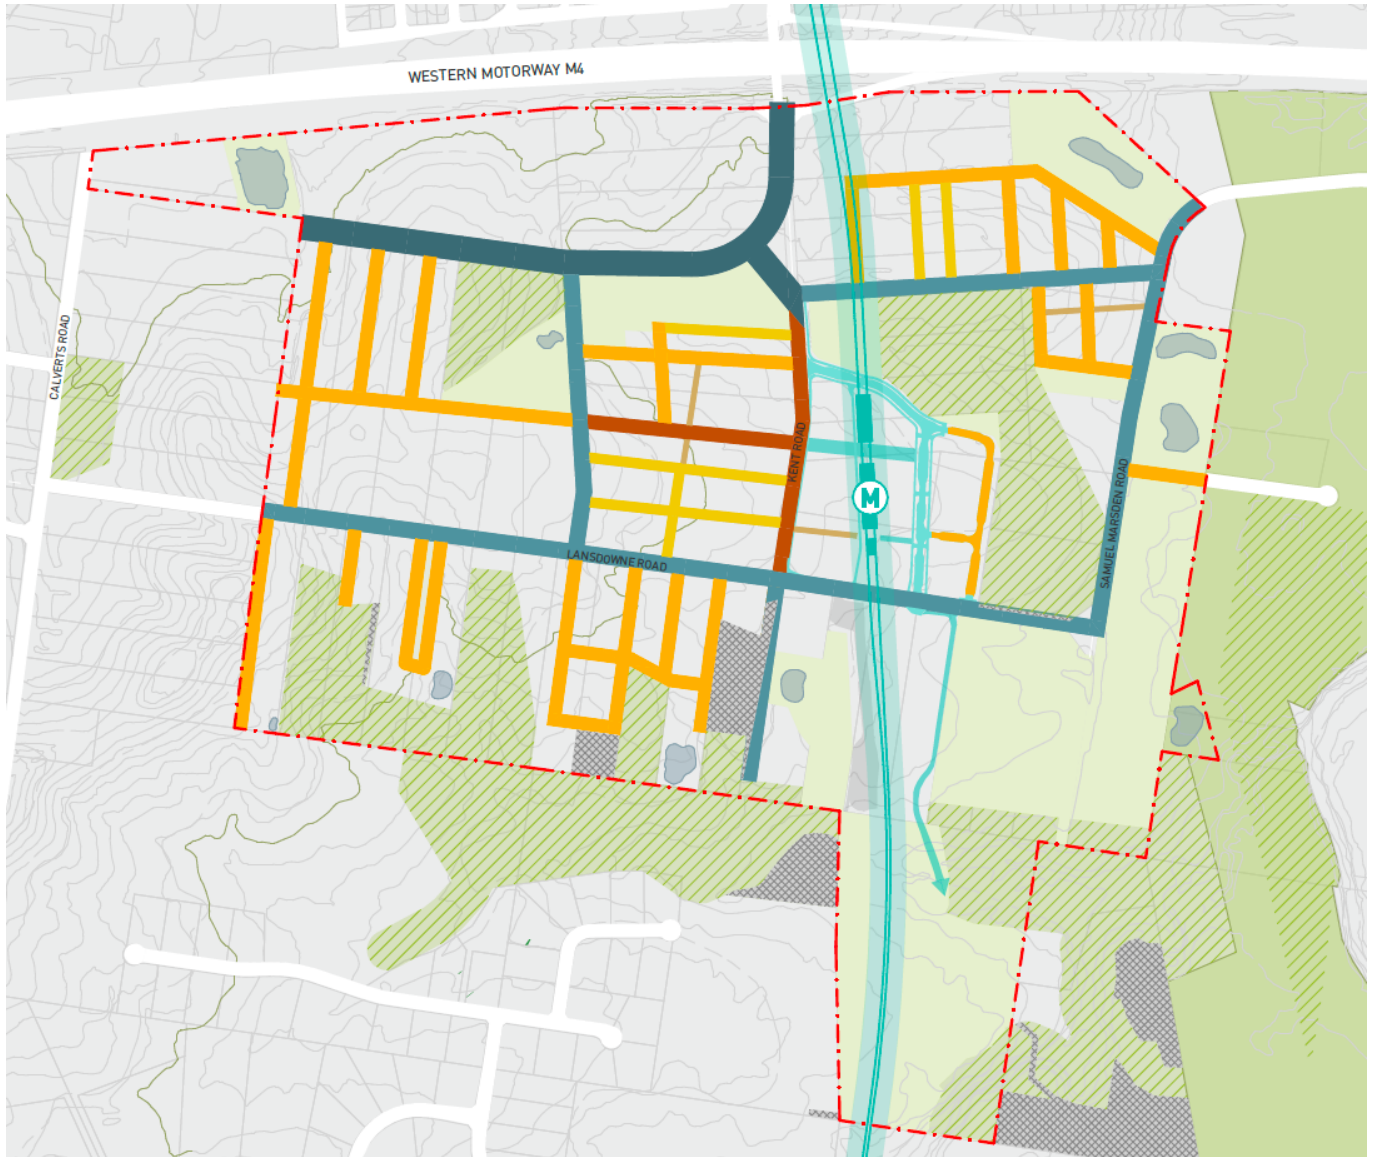 WESTERN MOTORWAY M4
CALVERTS ROAD
KENT ROAD
M
SAMUEL MARSDEN ROAD
LANSDOWNE ROAD